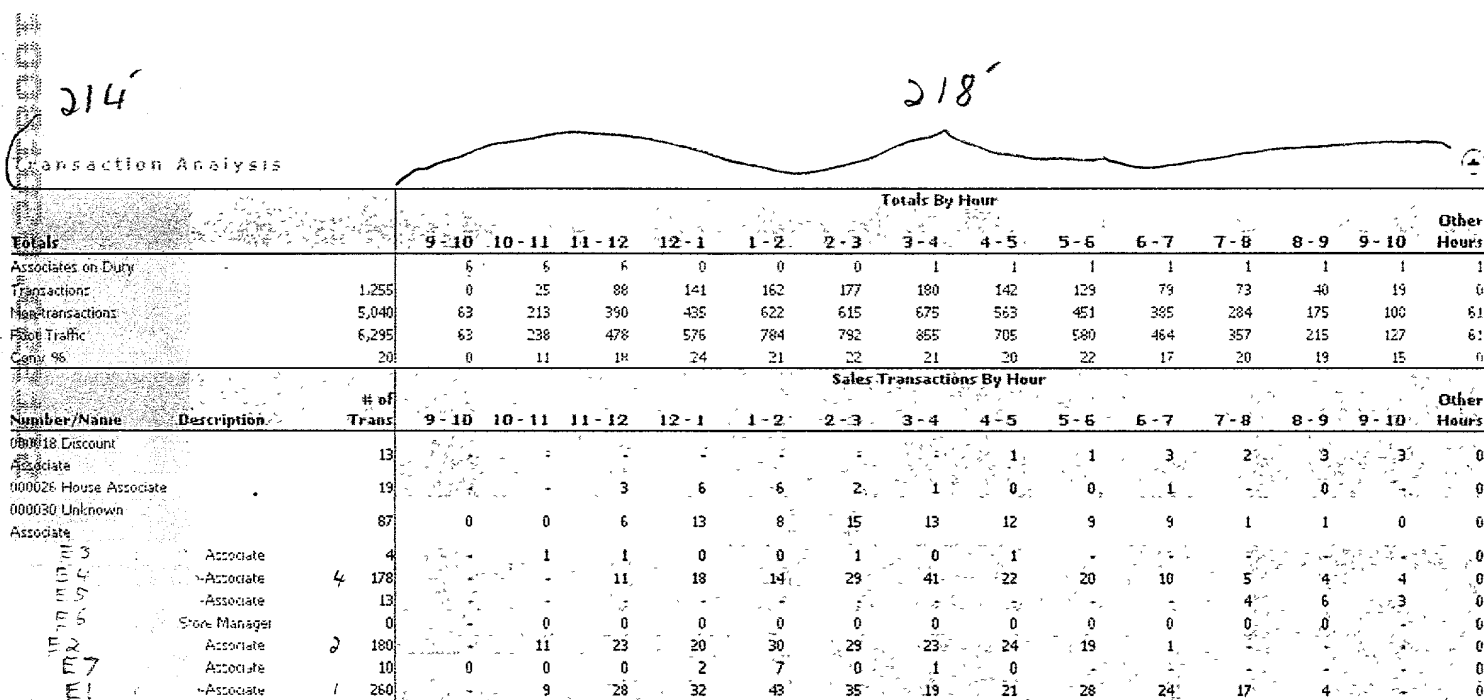 214'
218'
Transaction Analysis
Totals By Hour
Totals 9 - 10 10 - 11 11 - 12 12 - 1 1 - 2 2 - 3 3 - 4 4 - 5 5 - 6 6 - 7 7 - 8 8 - 9 9 - 10 Other Hours
Associates on Duty 6 6 6 0 0 0 1 1 1 1 1 1 1 1
Transactions 1,255 0 25 88 141 162 177 180 142 129 79 73 40 19 0
Non-transactions 5,040 63 213 390 435 622 615 675 563 451 385 284 175 108 61
Foot Traffic 6,295 63 238 478 576 784 792 855 705 580 464 357 215 127 61
Conv % 20 0 11 18 24 21 22 21 20 22 17 20 19 15 0
Sales Transactions By Hour
Number/Name Description # of Trans 9 - 10 10 - 11 11 - 12 12 - 1 1 - 2 2 - 3 3 - 4 4 - 5 5 - 6 6 - 7 7 - 8 8 - 9 9 - 10 Other Hours
000018 Discount Associate 13 - - - - - - - 1 1 3 2 3 3 0
000026 House Associate 19 - - 3 6 6 2 1 0 0 1 - 0 - 0
000030 Unknown Associate 87 0 0 6 13 8 15 13 12 9 9 1 1 0 0
E3 Associate 4 - 1 1 0 0 1 0 1 - - - - - 0
E4 -Associate 4 178 - - 11 18 14 29 41 22 20 10 5 4 4 0
E5 -Associate 13 - - - - - - - - - - 4 6 3 0
E6 Store Manager 0 - 0 0 0 0 0 0 0 0 0 0 0 - 0
E2 Associate 2 180 - 11 23 20 30 29 23 24 19 1 - - - 0
E7 Associate 10 0 0 0 2 7 0 1 0 - - - - - 0
E1 -Associate 1 260 - 9 28 32 43 35 19 21 28 24 17 4 - 0